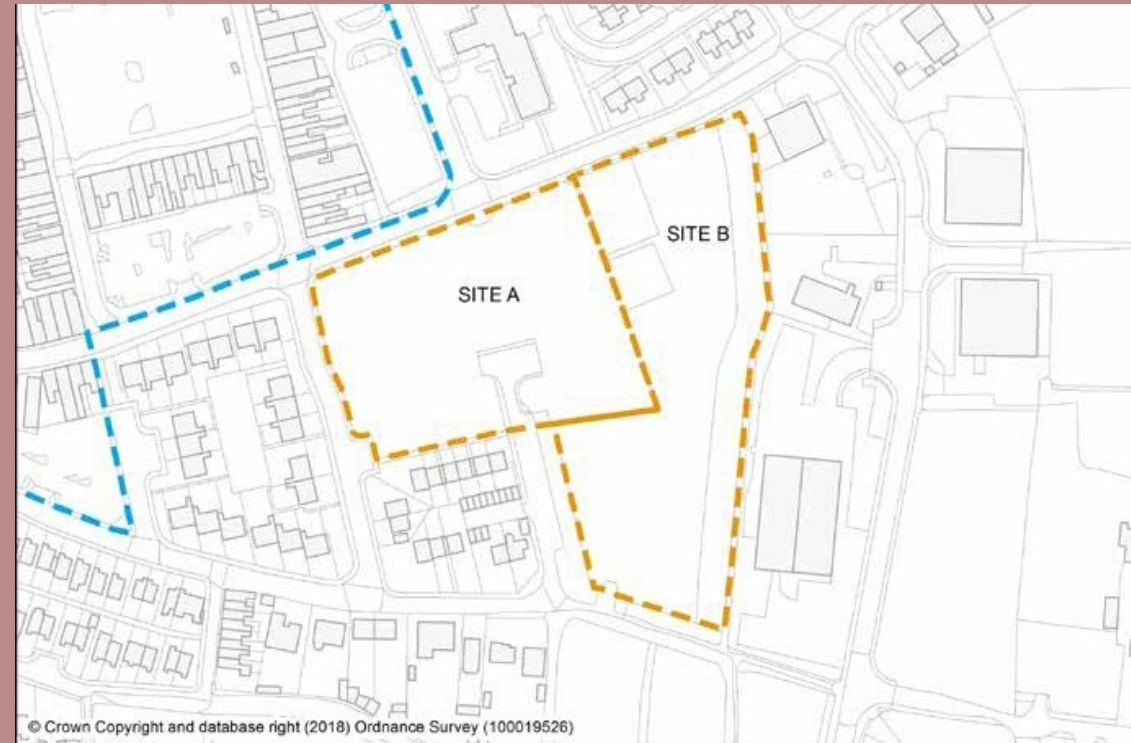 SITE B
SITE A
© Crown Copyright and database right (2018) Ordnance Survey (100019526)